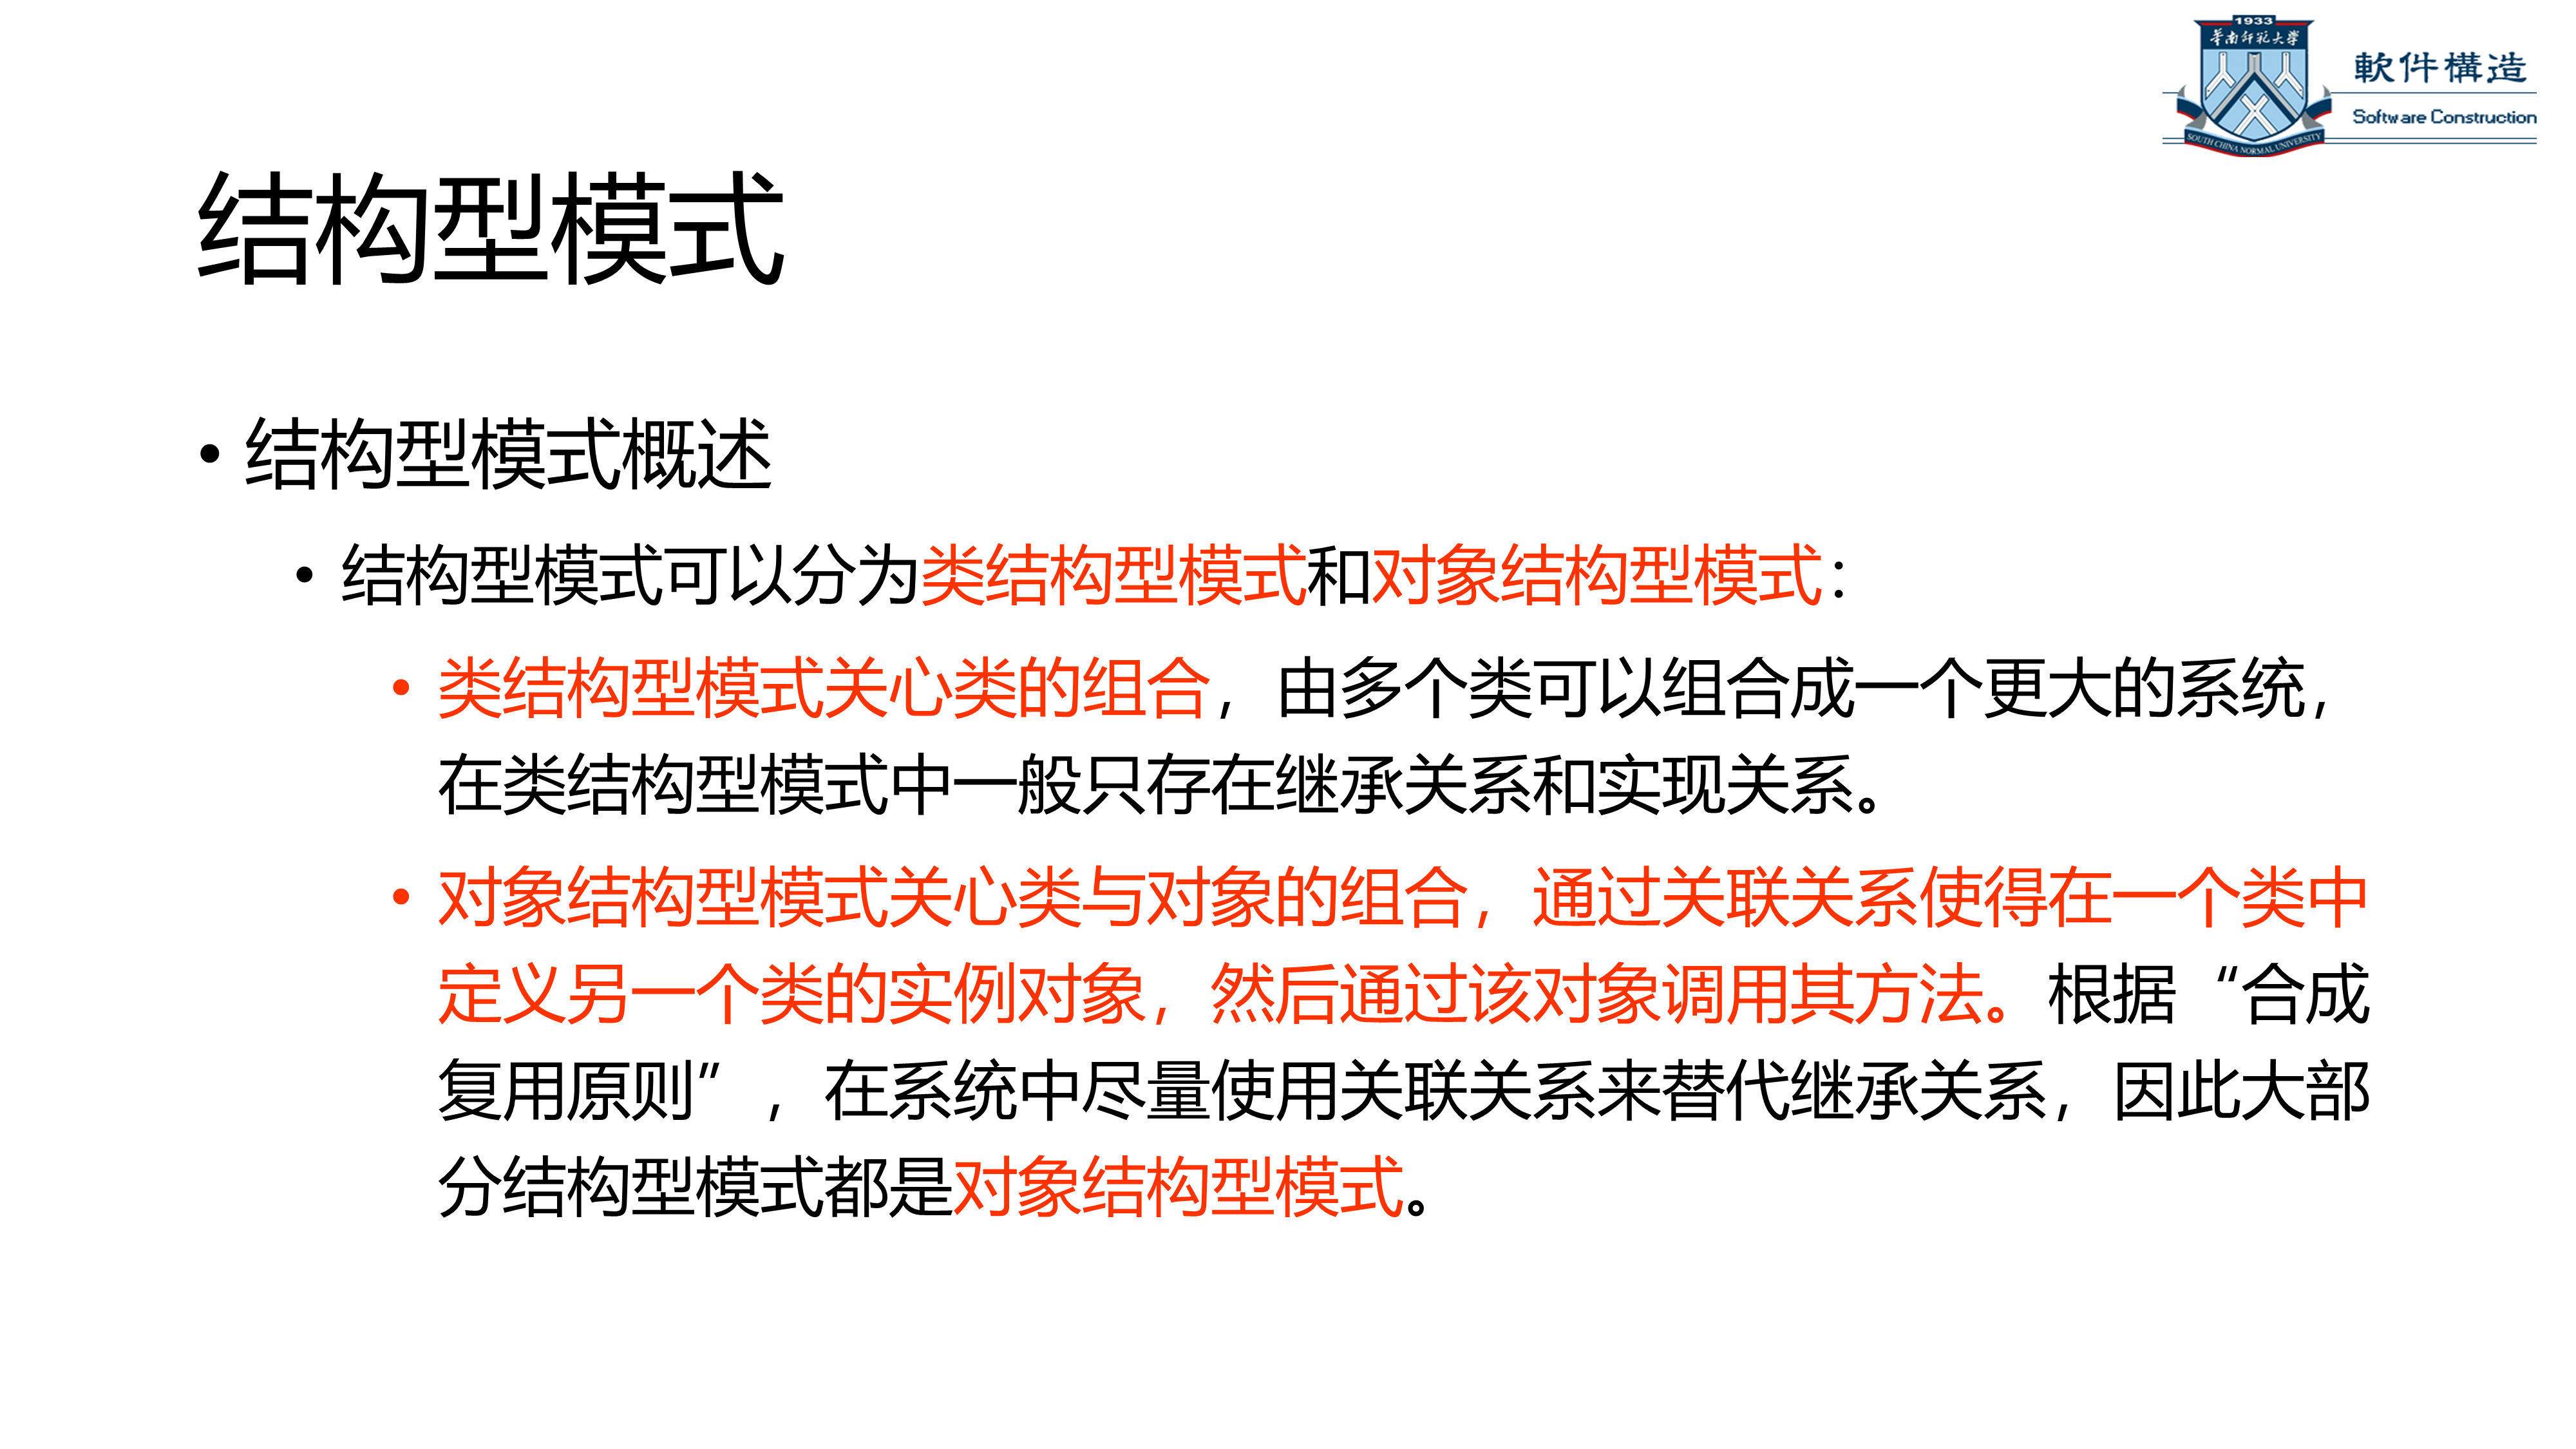 1933
华南师范大学
SOUTH CHINA NORMAL UNIVERSITY
軟件構造
Software Construction
结构型模式
• 结构型模式概述
• 结构型模式可以分为类结构型模式和对象结构型模式：
• 类结构型模式关心类的组合，由多个类可以组合成一个更大的系统，
在类结构型模式中一般只存在继承关系和实现关系。
• 对象结构型模式关心类与对象的组合，通过关联关系使得在一个类中
定义另一个类的实例对象，然后通过该对象调用其方法。根据“合成
复用原则”，在系统中尽量使用关联关系来替代继承关系，因此大部
分结构型模式都是对象结构型模式。